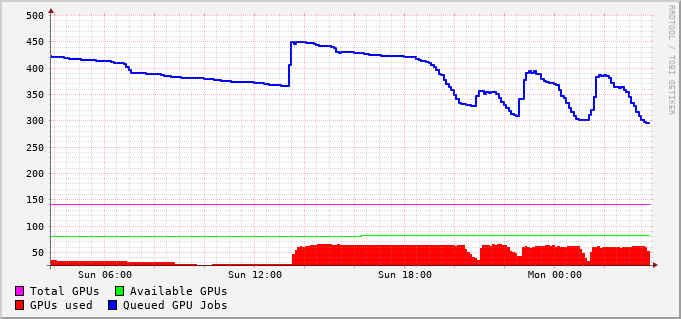 500
450
400
350
300
250
200
150
100
50
Sun 06:00 Sun 12:00 Sun 18:00 Mon 00:00
Total GPUs Available GPUs
GPUs used Queued GPU Jobs
RRDTOOL / TOBI OETIKER